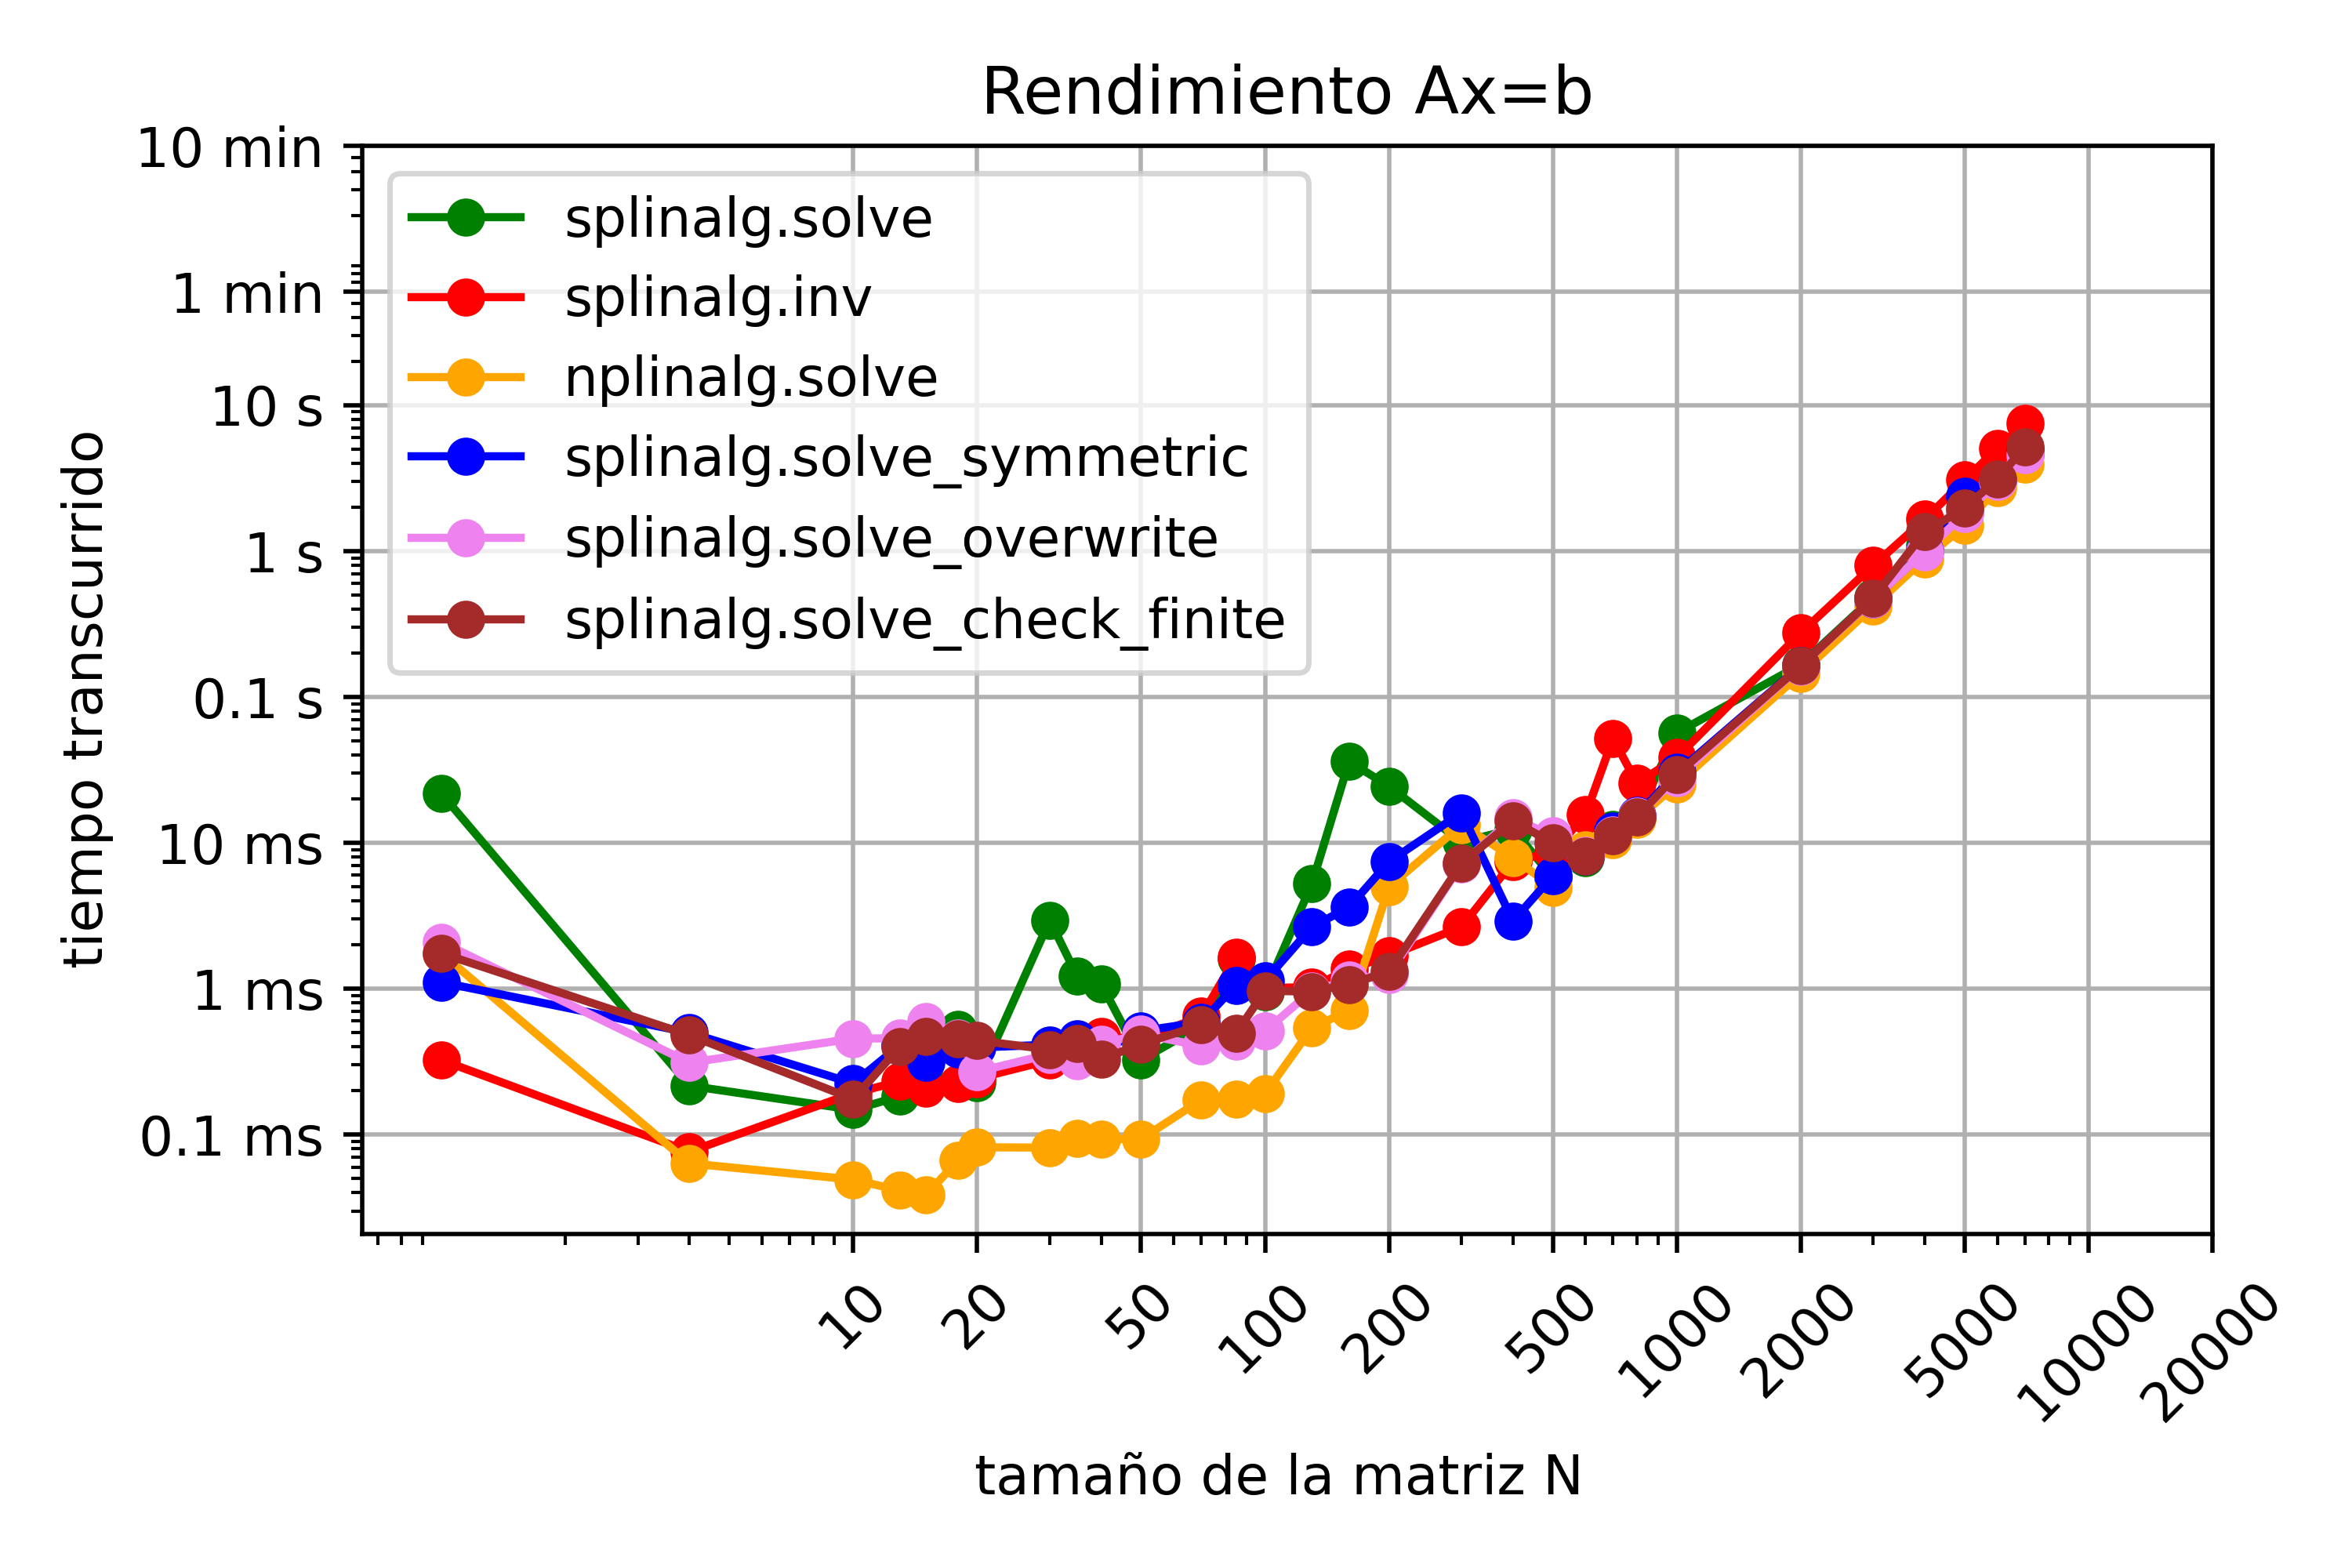 Rendimiento Ax=b
10 min
1 min
10 s
1 s
0.1 s
10 ms
1 ms
0.1 ms
tiempo transcurrido
splinalg.solve
splinalg.inv
nplinalg.solve
splinalg.solve_symmetric
splinalg.solve_overwrite
splinalg.solve_check_finite
10
20
50
100
200
500
1000
2000
5000
10000
20000
tamaño de la matriz N